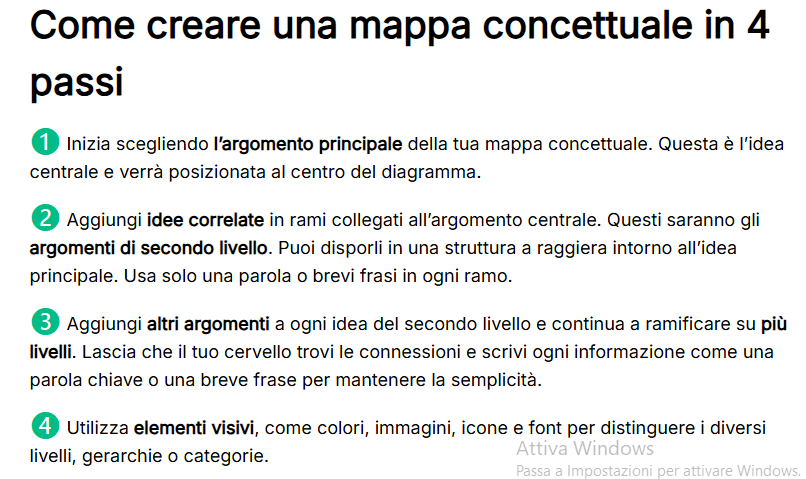 Come creare una mappa concettuale in 4
passi
1 Inizia scegliendo l’argomento principale della tua mappa concettuale. Questa è l’idea
centrale e verrà posizionata al centro del diagramma.
2 Aggiungi idee correlate in rami collegati all’argomento centrale. Questi saranno gli
argomenti di secondo livello. Puoi disporli in una struttura a raggiera intorno all’idea
principale. Usa solo una parola o brevi frasi in ogni ramo.
3 Aggiungi altri argomenti a ogni idea del secondo livello e continua a ramificare su più
livelli. Lascia che il tuo cervello trovi le connessioni e scrivi ogni informazione come una
parola chiave o una breve frase per mantenere la semplicità.
4 Utilizza elementi visivi, come colori, immagini, icone e font per distinguere i diversi
livelli, gerarchie o categorie.
Attiva Windows
Passa a Impostazioni per attivare Windows.